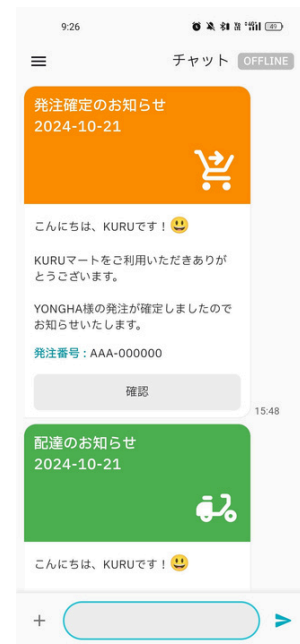 9:26
49
チャット OFFLINE
発注確定のお知らせ
2024-10-21
こんにちは、KURUです！😃
KURUマートをご利用いただきありが
とうございます。
YONGHA様の発注が確定しましたので
お知らせいたします。
発注番号 : AAA-000000
確認
15:48
配達のお知らせ
2024-10-21
こんにちは、KURUです！😃